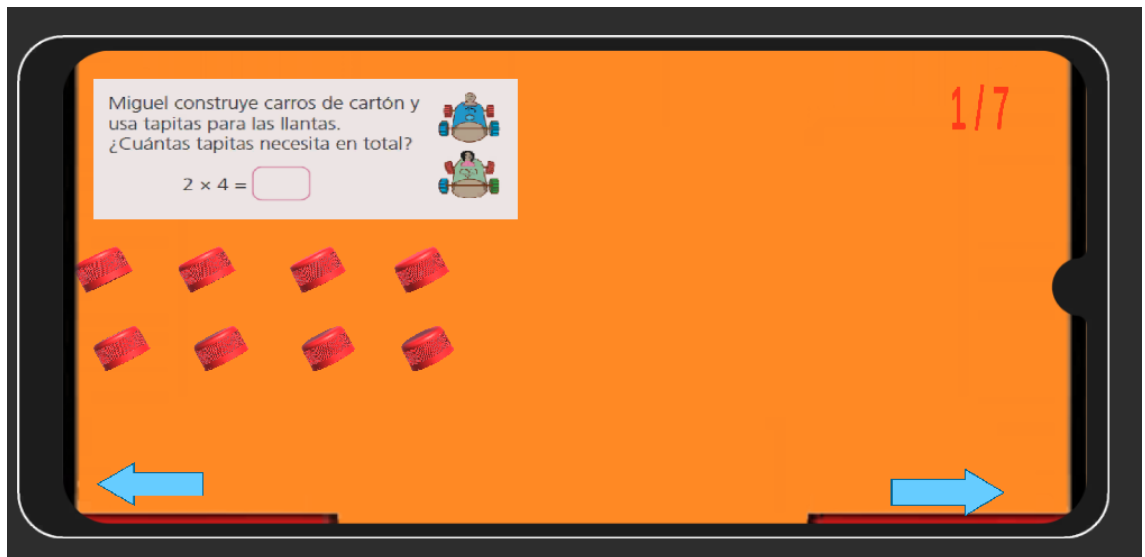 Miguel construye carros de cartón y
usa tapitas para las llantas.
¿Cuántas tapitas necesita en total?
2 × 4 =
1/7